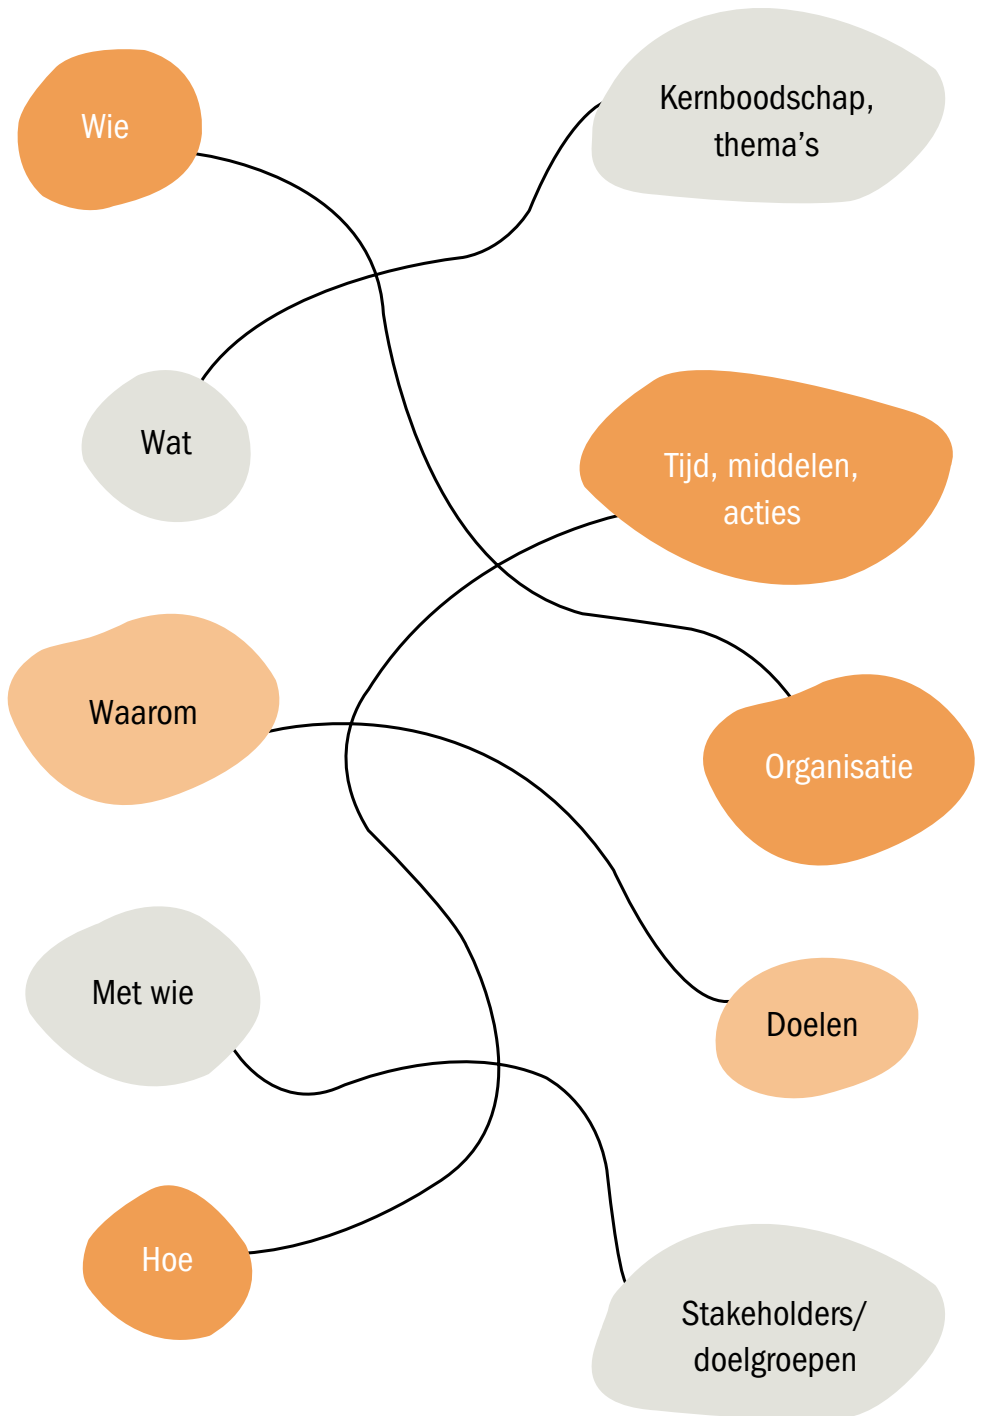 Wie
Kernboodschap,
thema’s
Wat
Tijd, middelen,
acties
Waarom
Organisatie
Met wie
Doelen
Hoe
Stakeholders/
doelgroepen